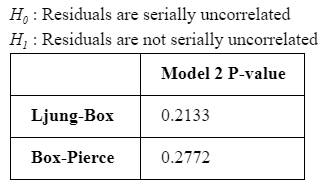 H₀ : Residuals are serially uncorrelated
H₁ : Residuals are not serially uncorrelated
Model 2 P-value
Ljung-Box 0.2133
Box-Pierce 0.2772